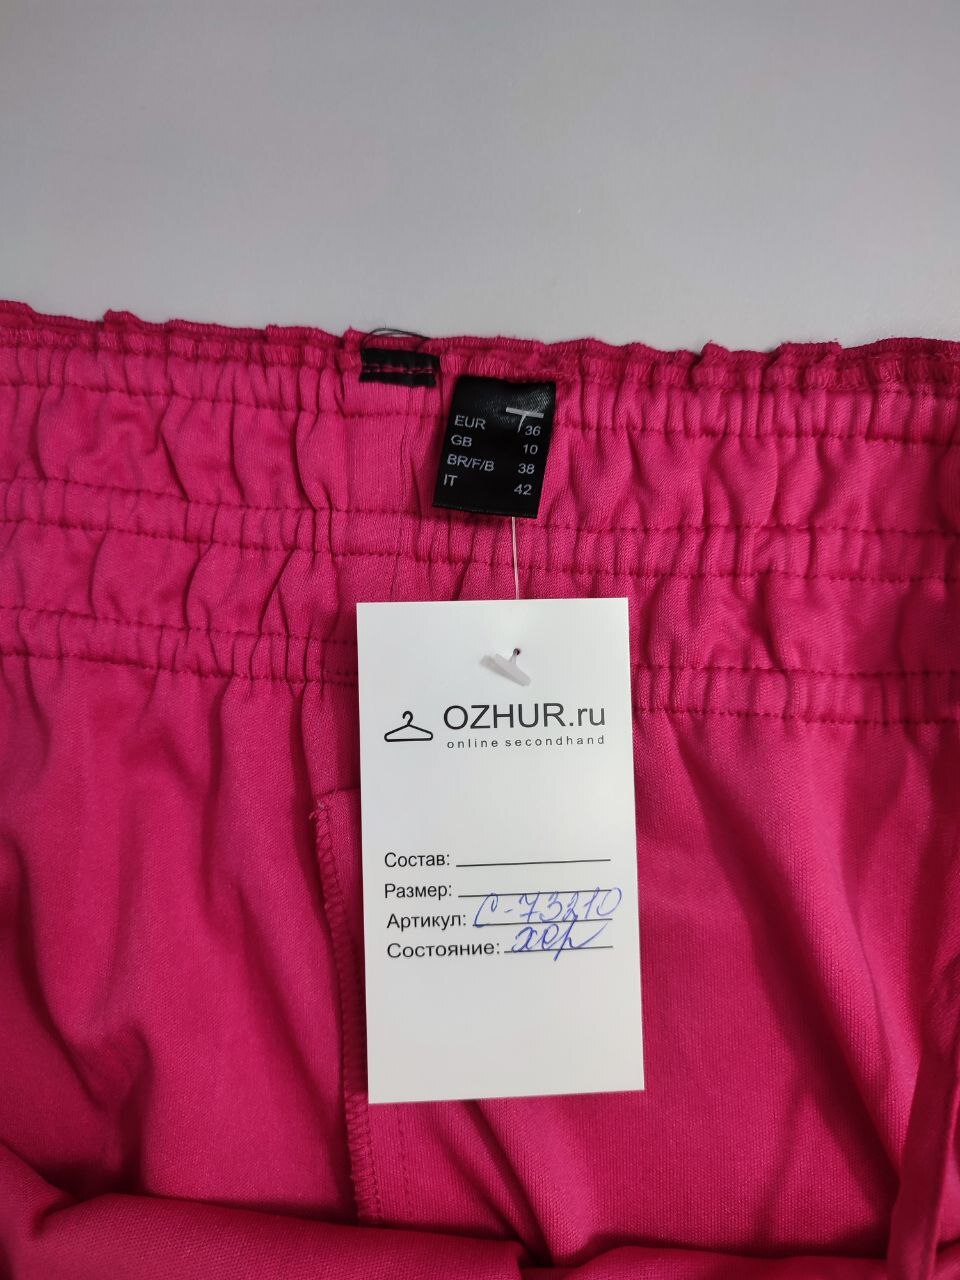 EUR 36
GB 10
BR/F/B 38
IT 42
OZHUR.ru
online secondhand
Состав:
Размер:
Артикул: С-73210
Состояние: хор